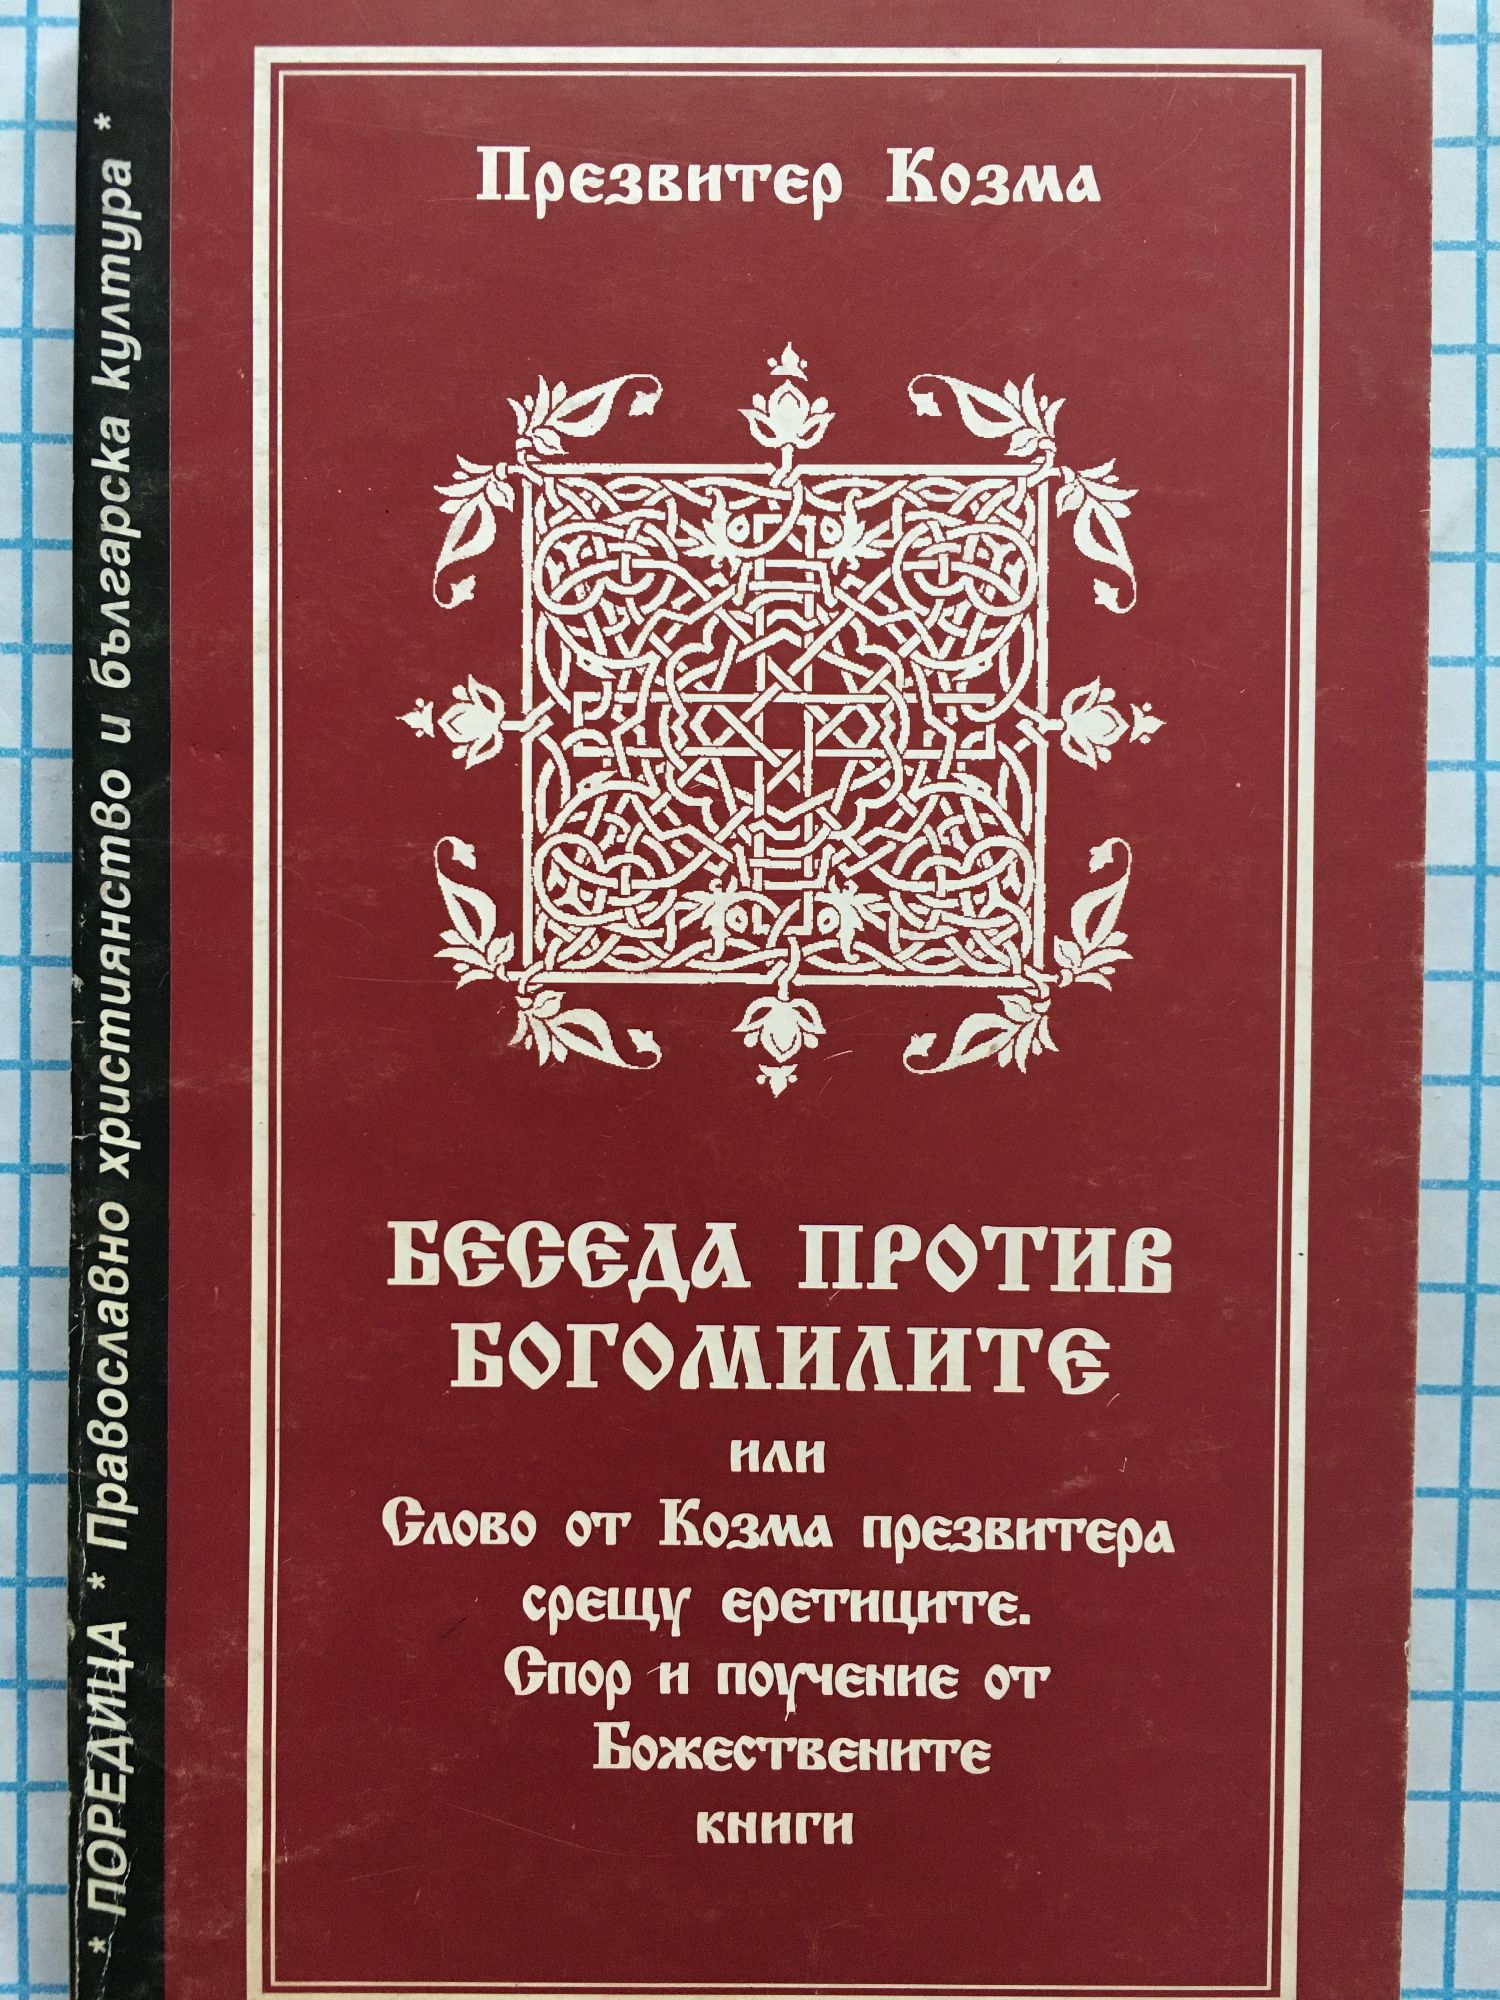 Презвитер Козма
БЕСЕДА ПРОТИВ
БОГОМИЛИТЕ
или
Слово от Козма презвитера
срещу еретиците.
Спор и поучение от
Божествените
книги
* ПОРЕДИЦА * Православно християнство и българска култура *